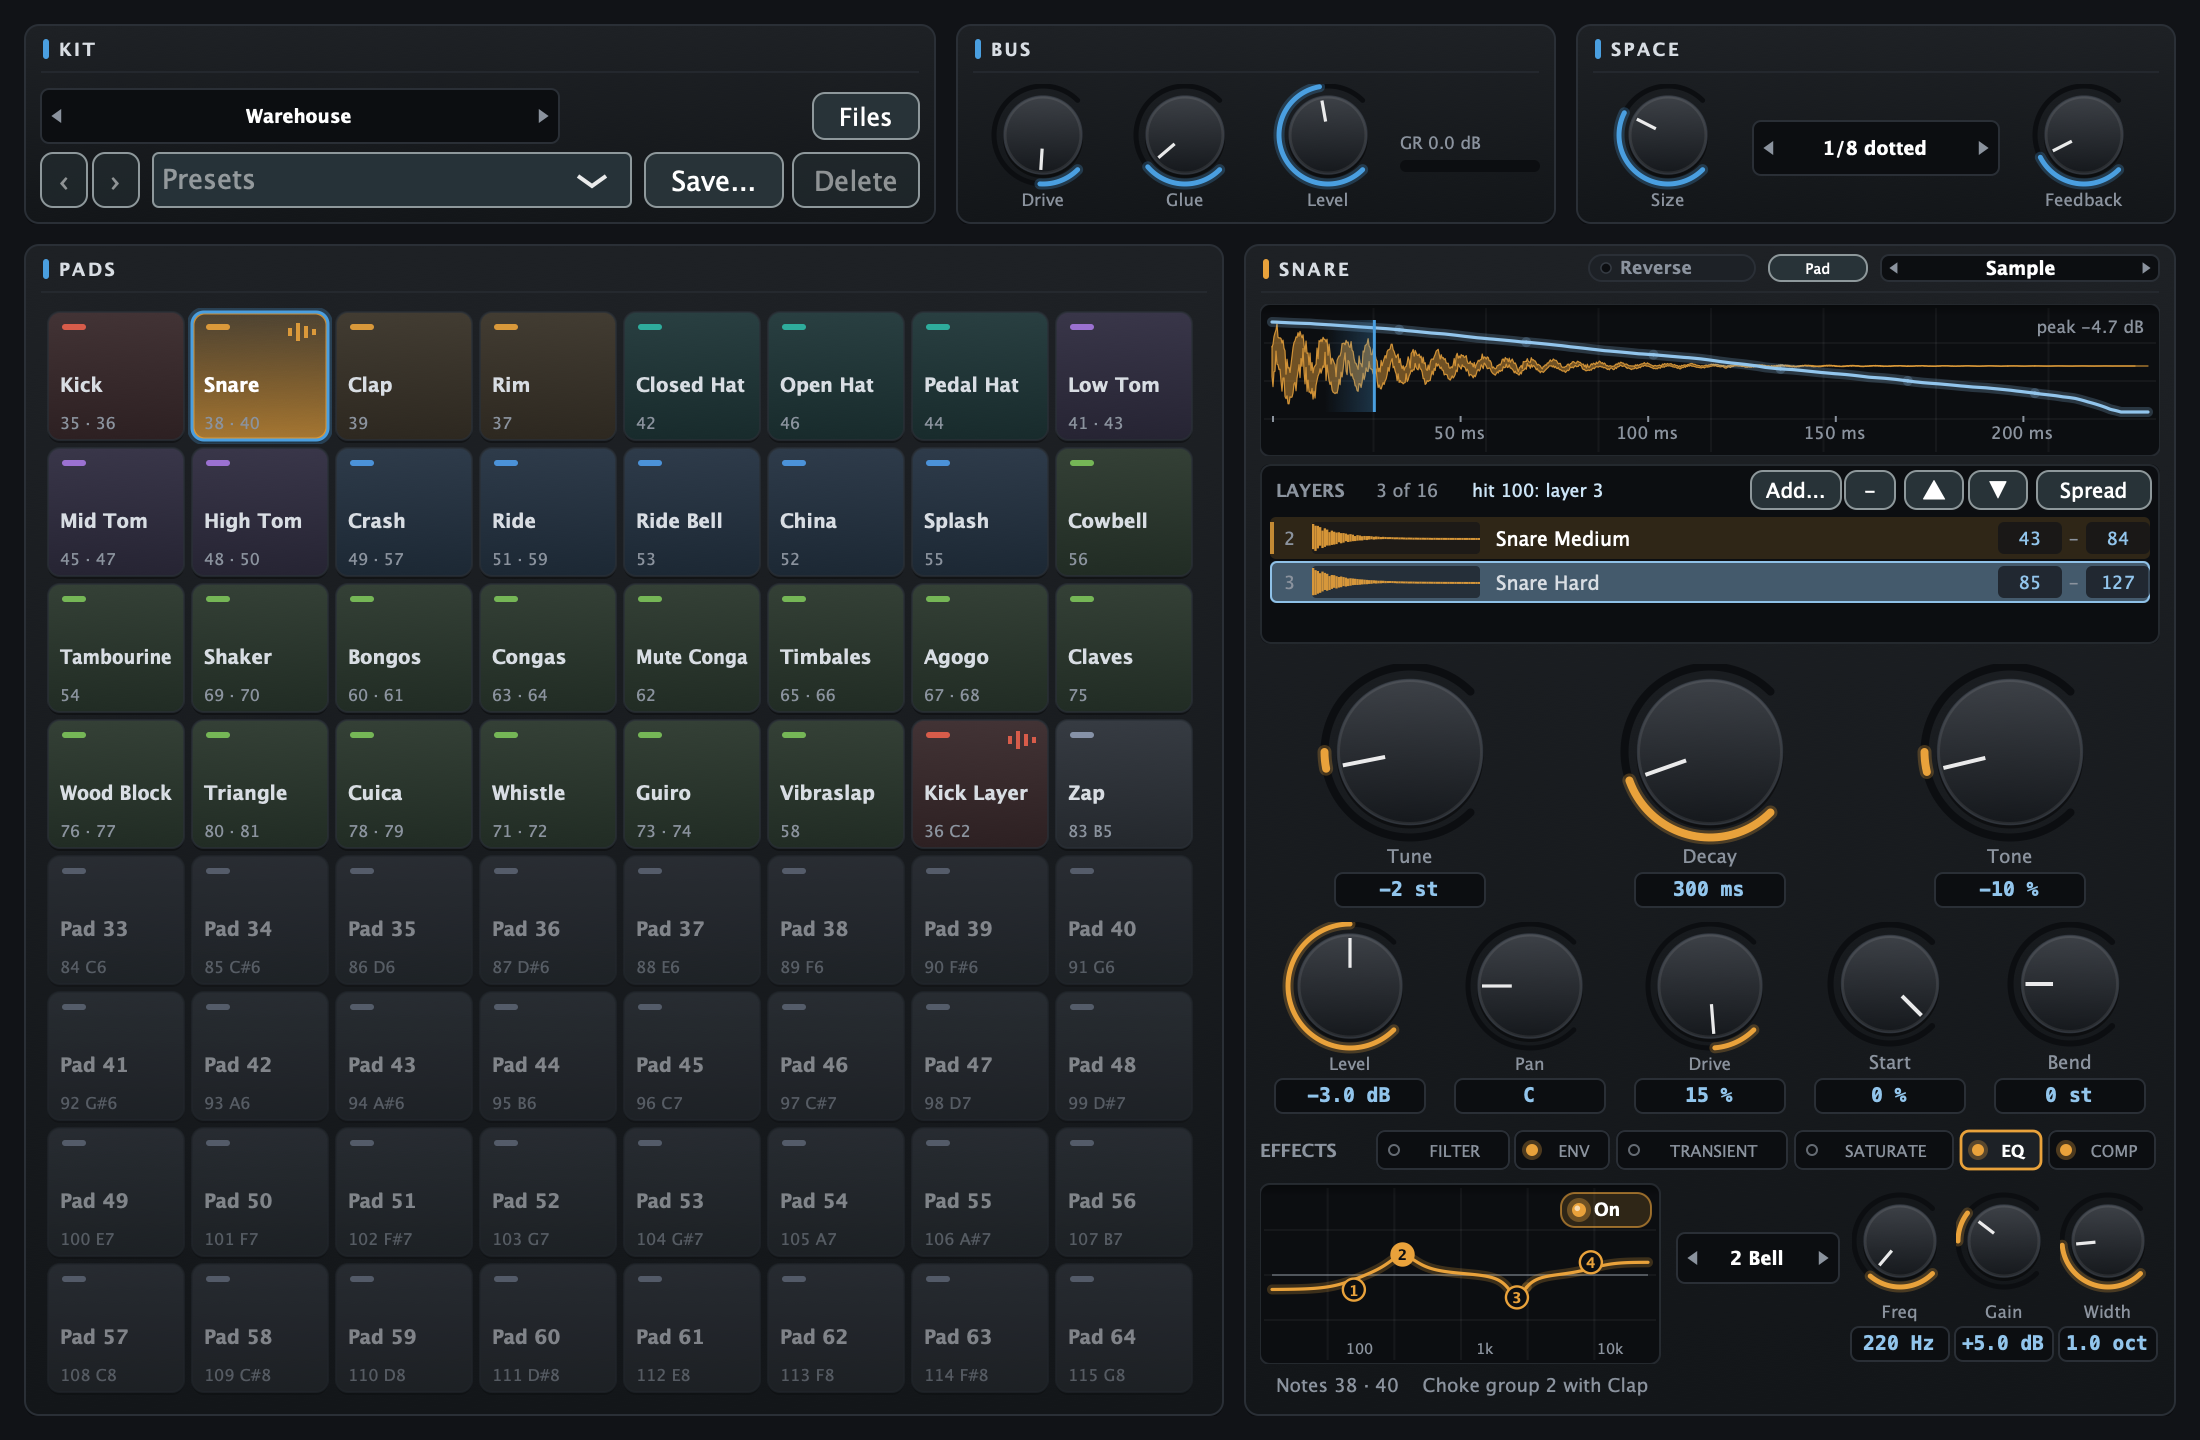 KIT
Warehouse
Files
‹ › Presets Save... Delete
BUS
Drive Glue Level
GR 0.0 dB
SPACE
Size
1/8 dotted
Feedback
PADS
Kick Snare Clap Rim Closed Hat Open Hat Pedal Hat Low Tom
35 · 36 38 · 40 39 37 42 46 44 41 · 43
Mid Tom High Tom Crash Ride Ride Bell China Splash Cowbell
45 · 47 48 · 50 49 · 57 51 · 59 53 52 55 56
Tambourine Shaker Bongos Congas Mute Conga Timbales Agogo Claves
54 69 · 70 60 · 61 63 · 64 62 65 · 66 67 · 68 75
Wood Block Triangle Cuica Whistle Guiro Vibraslap Kick Layer Zap
76 · 77 80 · 81 78 · 79 71 · 72 73 · 74 58 36 C2 83 B5
Pad 33 Pad 34 Pad 35 Pad 36 Pad 37 Pad 38 Pad 39 Pad 40
84 C6 85 C#6 86 D6 87 D#6 88 E6 89 F6 90 F#6 91 G6
Pad 41 Pad 42 Pad 43 Pad 44 Pad 45 Pad 46 Pad 47 Pad 48
92 G#6 93 A6 94 A#6 95 B6 96 C7 97 C#7 98 D7 99 D#7
Pad 49 Pad 50 Pad 51 Pad 52 Pad 53 Pad 54 Pad 55 Pad 56
100 E7 101 F7 102 F#7 103 G7 104 G#7 105 A7 106 A#7 107 B7
Pad 57 Pad 58 Pad 59 Pad 60 Pad 61 Pad 62 Pad 63 Pad 64
108 C8 109 C#8 110 D8 111 D#8 112 E8 113 F8 114 F#8 115 G8
SNARE
Reverse Pad Sample
peak −4.7 dB
50 ms 100 ms 150 ms 200 ms
LAYERS 3 of 16 hit 100: layer 3 Add... – ▲ ▼ Spread
2 Snare Medium 43 – 84
3 Snare Hard 85 – 127
Tune Decay Tone
−2 st 300 ms −10 %
Level Pan Drive Start Bend
−3.0 dB C 15 % 0 % 0 st
EFFECTS FILTER ENV TRANSIENT SATURATE EQ COMP
On
1 2 3 4
100 1k 10k
2 Bell
Freq Gain Width
220 Hz +5.0 dB 1.0 oct
Notes 38 · 40 Choke group 2 with Clap